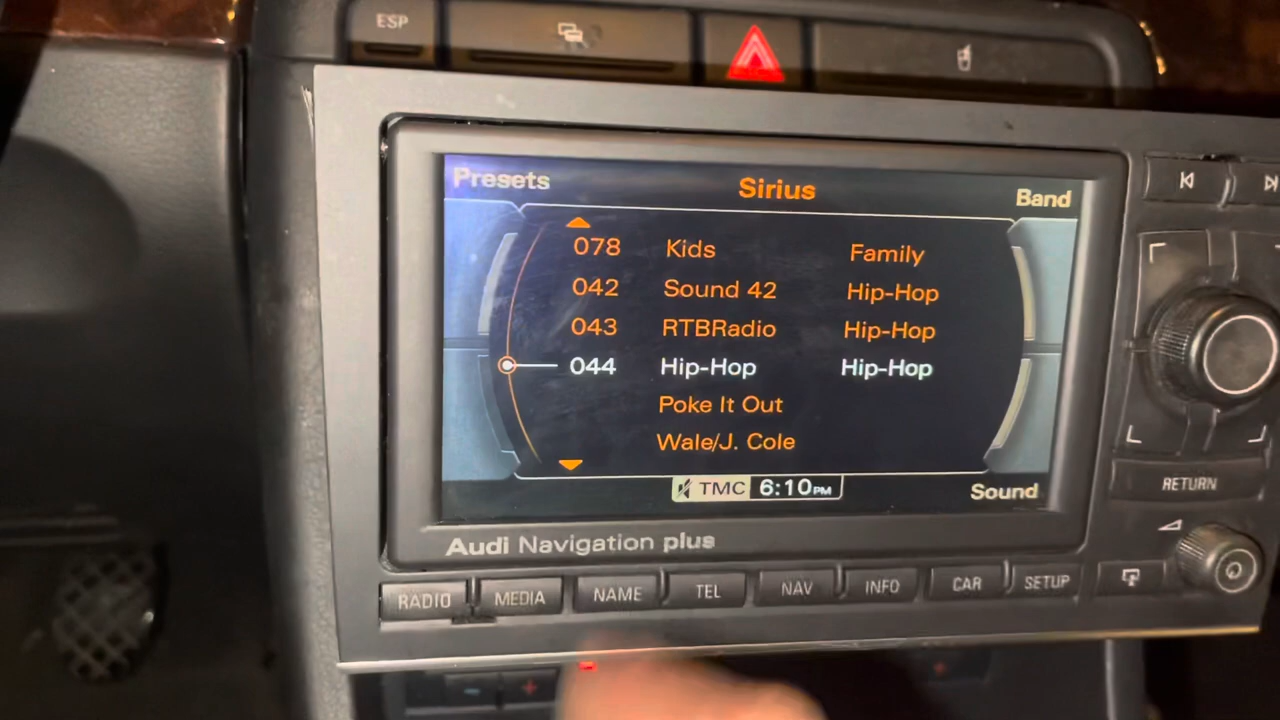 ESP
Presets
Sirius
Band
078 Kids Family
042 Sound 42 Hip-Hop
043 RTBRadio Hip-Hop
044 Hip-Hop Hip-Hop
Poke It Out
Wale/J. Cole
TMC 6:10PM
Sound
RETURN
Audi Navigation plus
RADIO MEDIA NAME TEL NAV INFO CAR SETUP